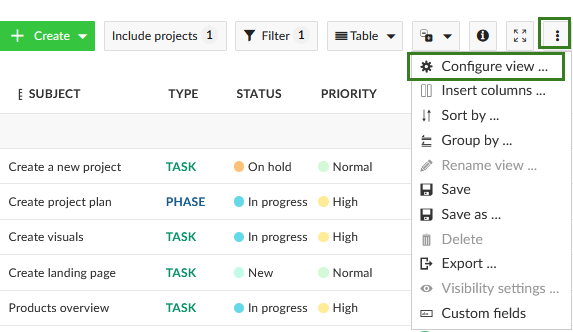 + Create
Include projects 1
Filter 1
Table
SUBJECT TYPE STATUS PRIORITY
Create a new project TASK On hold Normal
Create project plan PHASE In progress High
Create visuals TASK In progress High
Create landing page TASK New Normal
Products overview TASK In progress High
Configure view ...
Insert columns ...
Sort by ...
Group by ...
Rename view ...
Save
Save as ...
Delete
Export ...
Visibility settings ...
Custom fields